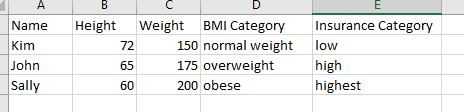 A B C D E
Name Height Weight BMI Category Insurance Category
Kim 72 150 normal weight low
John 65 175 overweight high
Sally 60 200 obese highest